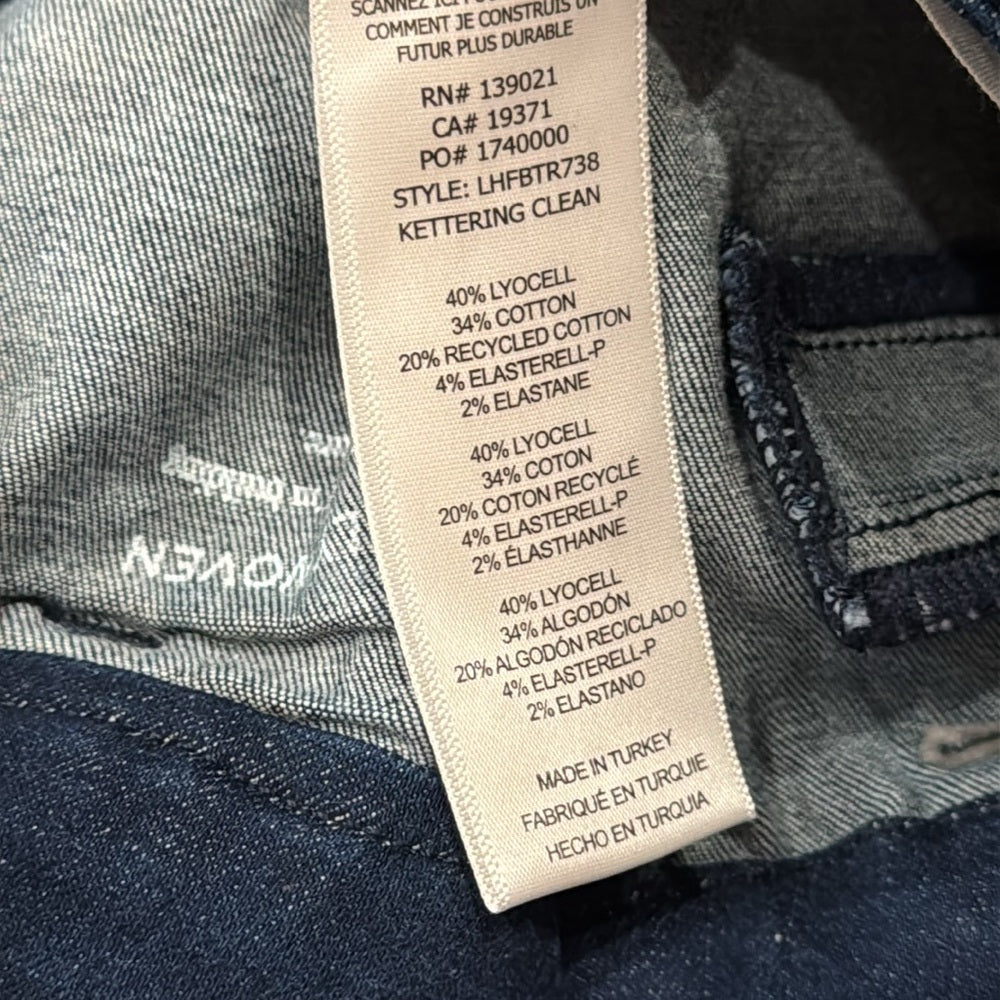 COMMENT JE CONSTRUIS UN
FUTUR PLUS DURABLE
RN# 139021
CA# 19371
PO# 1740000
STYLE: LHFBTR738
KETTERING CLEAN
40% LYOCELL
34% COTTON
20% RECYCLED COTTON
4% ELASTERELL-P
2% ELASTANE
40% LYOCELL
34% COTON
20% COTON RECYCLÉ
4% ELASTERELL-P
2% ÉLASTHANNE
40% LYOCELL
34% ALGODÓN
20% ALGODÓN RECICLADO
4% ELASTERELL-P
2% ELASTANO
MADE IN TURKEY
FABRIQUÉ EN TURQUIE
HECHO EN TURQUIA